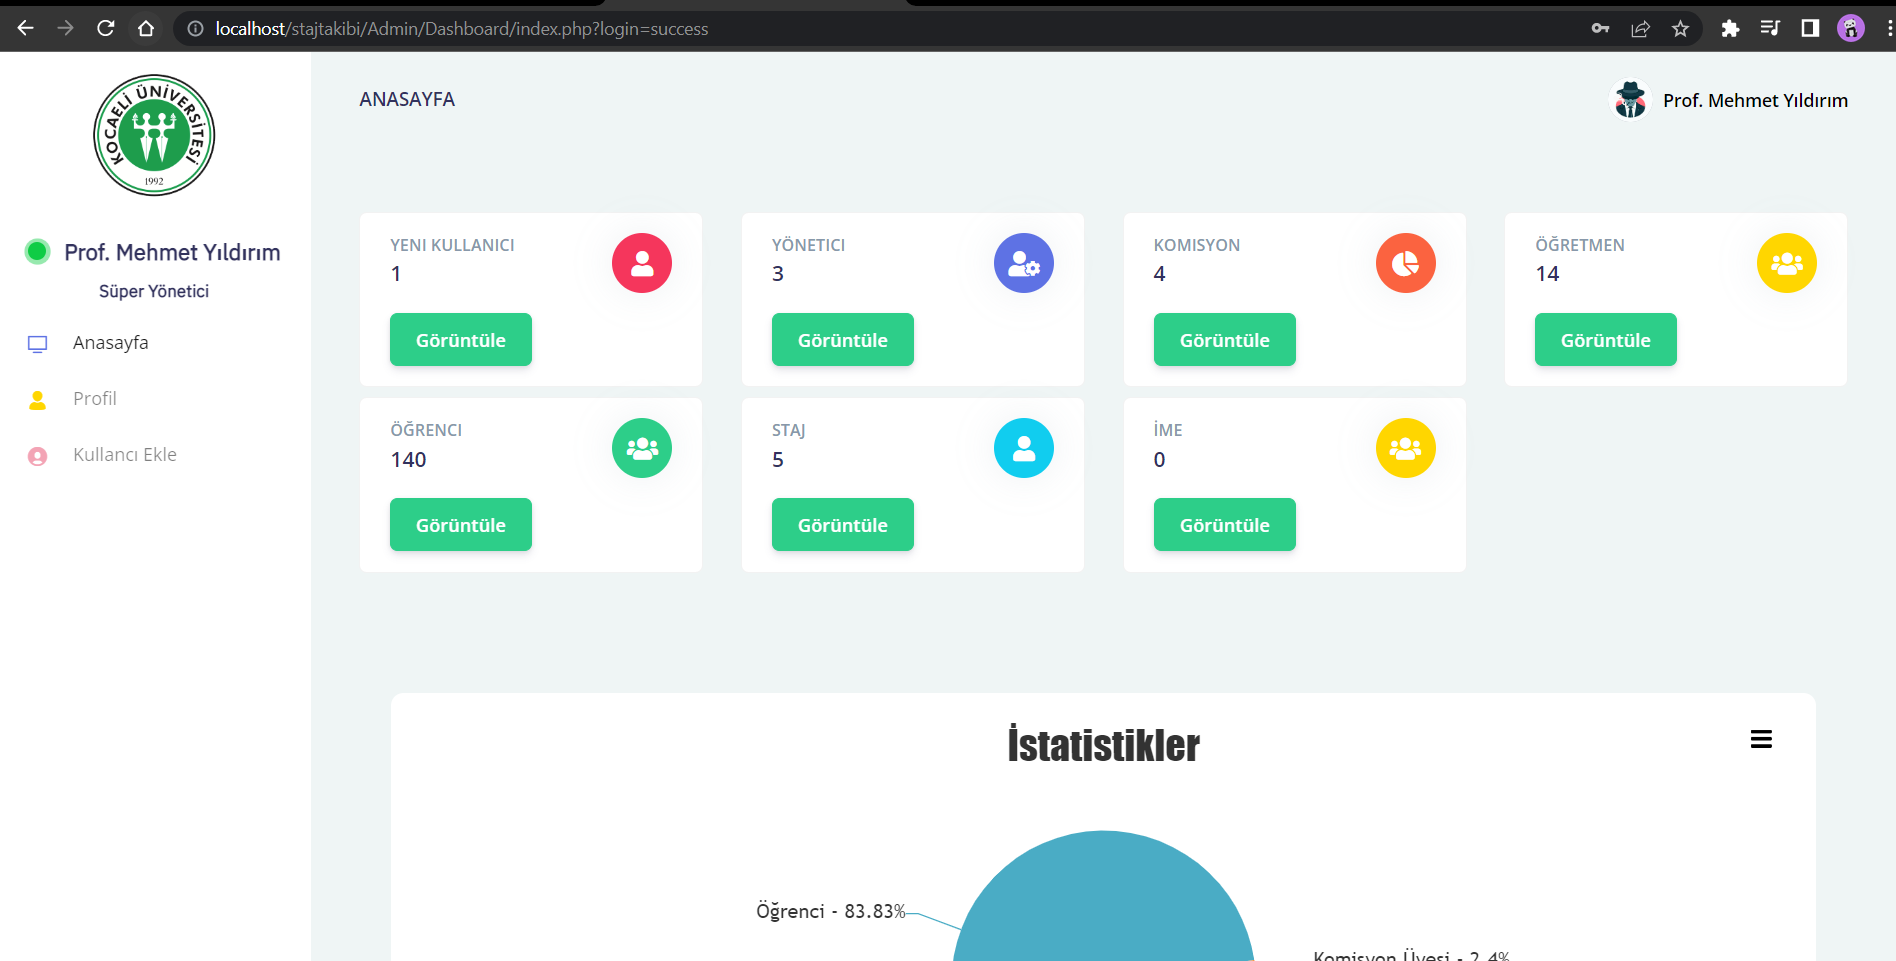 localhost/stajtakibi/Admin/Dashboard/index.php?login=success
KOCAELİ ÜNİVERSİTESİ
1992
Prof. Mehmet Yıldırım
Süper Yönetici
Anasayfa
Profil
Kullancı Ekle
ANASAYFA
Prof. Mehmet Yıldırım
YENI KULLANICI
1
Görüntüle
YÖNETICI
3
Görüntüle
KOMISYON
4
Görüntüle
ÖĞRETMEN
14
Görüntüle
ÖĞRENCI
140
Görüntüle
STAJ
5
Görüntüle
İME
0
Görüntüle
İstatistikler
Öğrenci - 83.83%
Komisyon Üyesi - 2.4%